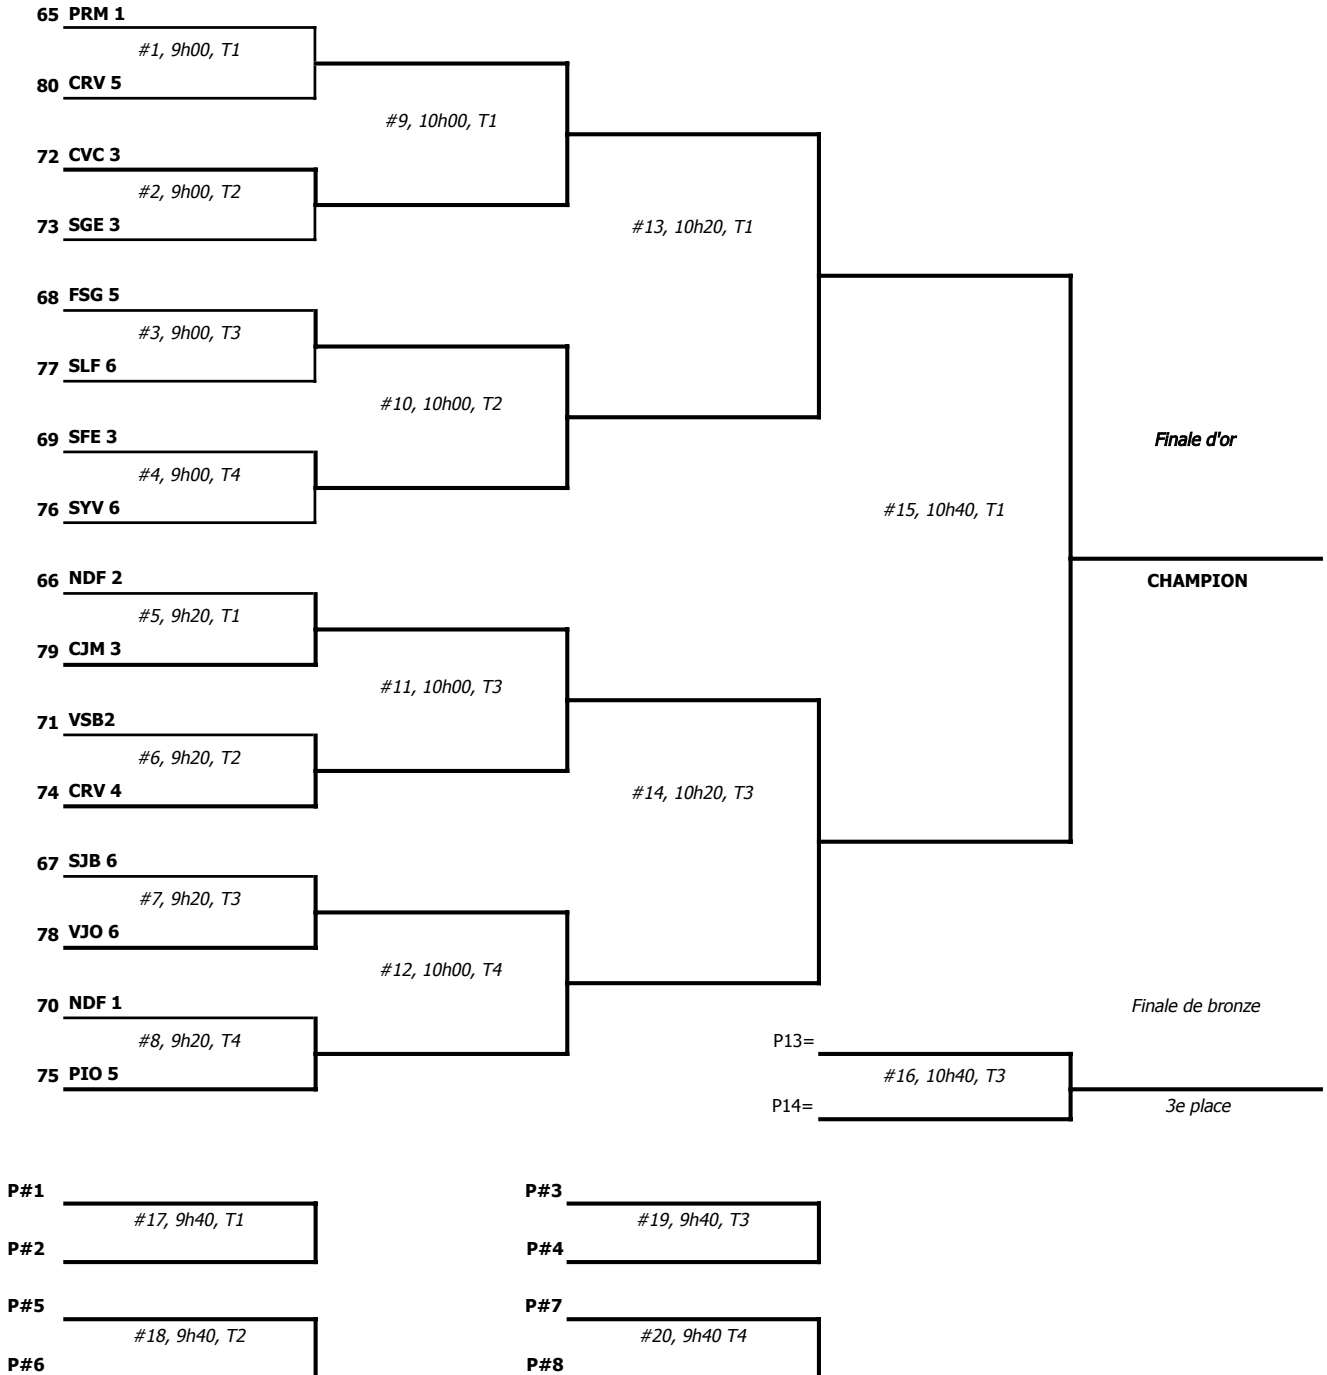 65 PRM 1
#1, 9h00, T1
80 CRV 5
#9, 10h00, T1
72 CVC 3
#2, 9h00, T2
73 SGE 3
#13, 10h20, T1
68 FSG 5
#3, 9h00, T3
77 SLF 6
#10, 10h00, T2
69 SFE 3
Finale d'or
#4, 9h00, T4
76 SYV 6
#15, 10h40, T1
66 NDF 2
CHAMPION
#5, 9h20, T1
79 CJM 3
#11, 10h00, T3
71 VSB2
#6, 9h20, T2
74 CRV 4
#14, 10h20, T3
67 SJB 6
#7, 9h20, T3
78 VJO 6
#12, 10h00, T4
70 NDF 1
Finale de bronze
#8, 9h20, T4
P13=
75 PIO 5
#16, 10h40, T3
P14=
3e place
P#1
P#3
#17, 9h40, T1
#19, 9h40, T3
P#2
P#4
P#5
P#7
#18, 9h40, T2
#20, 9h40 T4
P#6
P#8